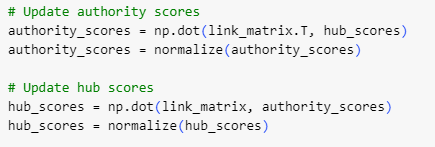 # Update authority scores
authority_scores = np.dot(link_matrix.T, hub_scores)
authority_scores = normalize(authority_scores)
# Update hub scores
hub_scores = np.dot(link_matrix, authority_scores)
hub_scores = normalize(hub_scores)